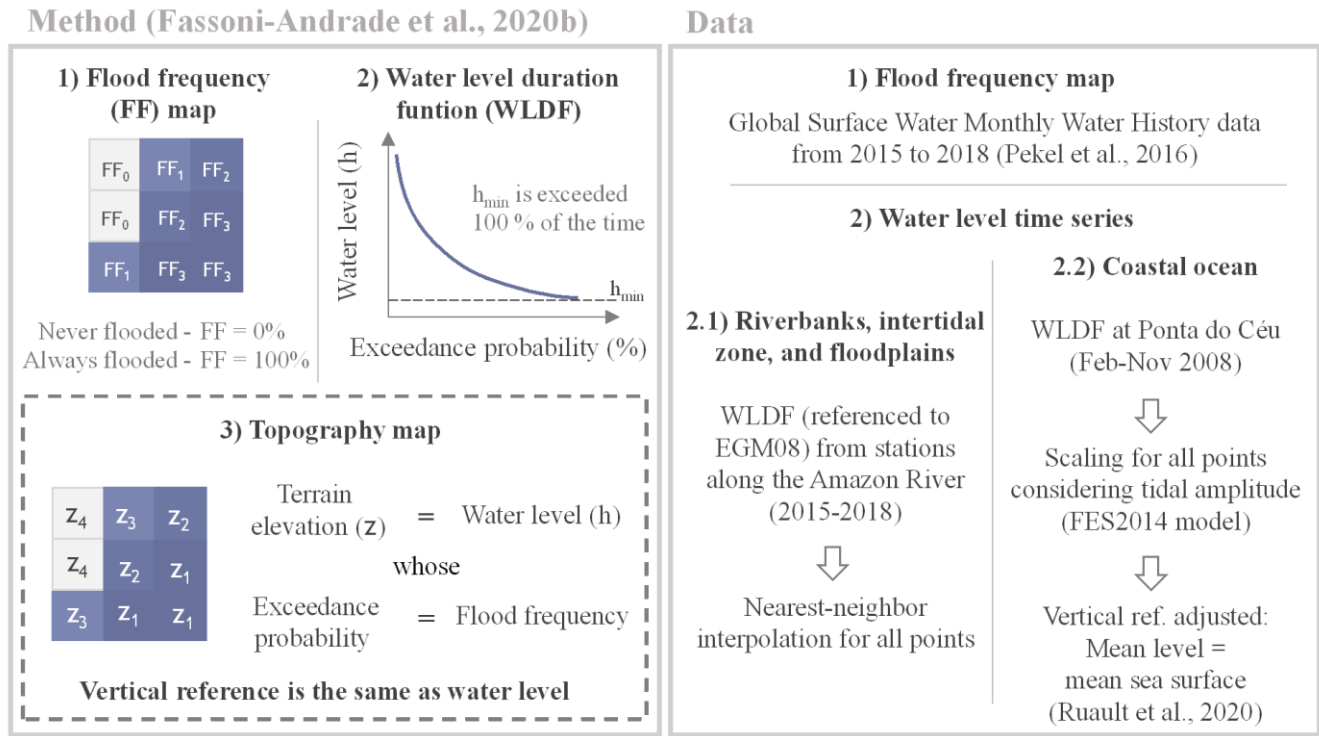 Method (Fassoni-Andrade et al., 2020b)
1) Flood frequency
(FF) map
FF₀ FF₁ FF₂
FF₀ FF₂ FF₃
FF₁ FF₃ FF₃
Never flooded - FF = 0%
Always flooded - FF = 100%
2) Water level duration
funtion (WLDF)
Water level (h)
h_min is exceeded
100 % of the time
h_min
Exceedance probability (%)
3) Topography map
Z₄ Z₃ Z₂
Z₄ Z₂ Z₁
Z₃ Z₁ Z₁
Terrain
elevation (z) = Water level (h)
whose
Exceedance
probability = Flood frequency
Vertical reference is the same as water level
Data
1) Flood frequency map
Global Surface Water Monthly Water History data
from 2015 to 2018 (Pekel et al., 2016)
2) Water level time series
2.1) Riverbanks, intertidal
zone, and floodplains
WLDF (referenced to
EGM08) from stations
along the Amazon River
(2015-2018)
Nearest-neighbor
interpolation for all points
2.2) Coastal ocean
WLDF at Ponta do Céu
(Feb-Nov 2008)
Scaling for all points
considering tidal amplitude
(FES2014 model)
Vertical ref. adjusted:
Mean level =
mean sea surface
(Ruault et al., 2020)